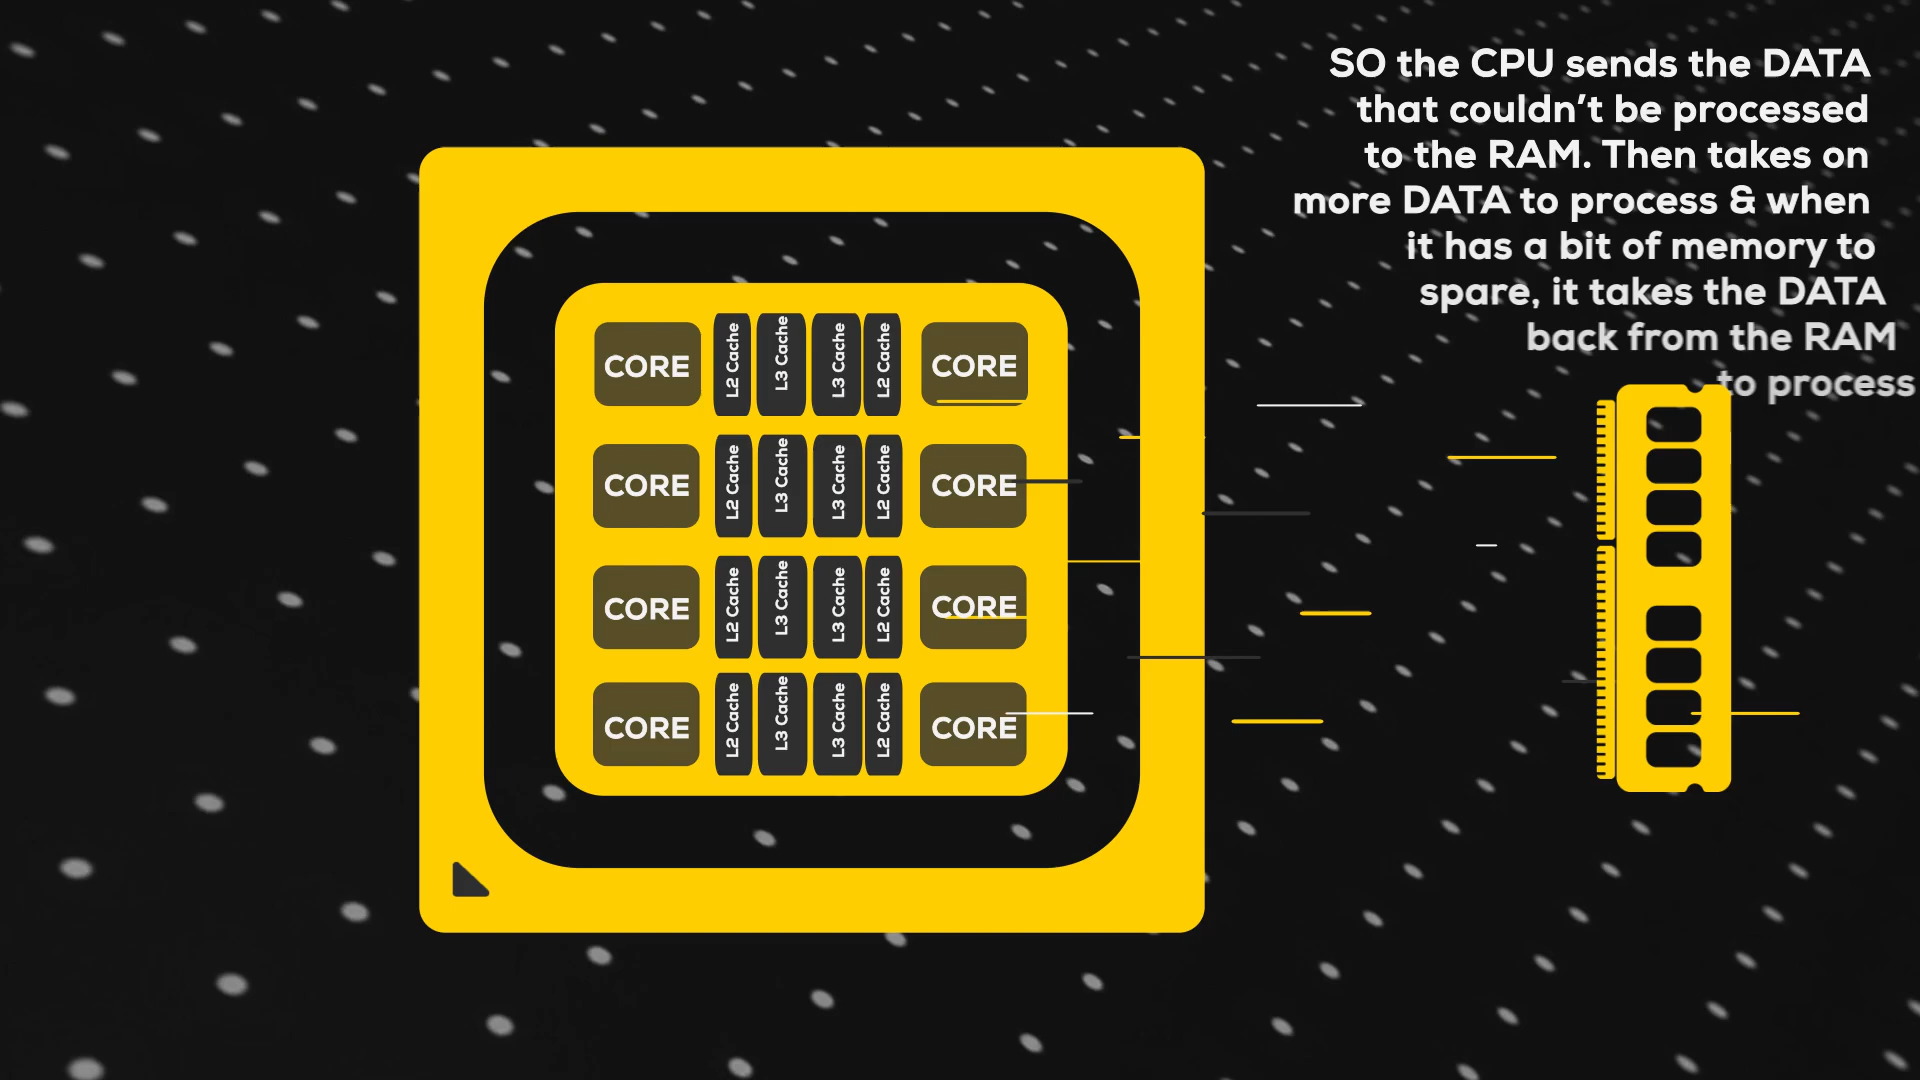 SO the CPU sends the DATA
that couldn't be processed
to the RAM. Then takes on
more DATA to process & when
it has a bit of memory to
spare, it takes the DATA
back from the RAM
to process
CORE L2 Cache L3 Cache L3 Cache L2 Cache CORE
CORE L2 Cache L3 Cache L3 Cache L2 Cache CORE
CORE L2 Cache L3 Cache L3 Cache L2 Cache CORE
CORE L2 Cache L3 Cache L3 Cache L2 Cache CORE